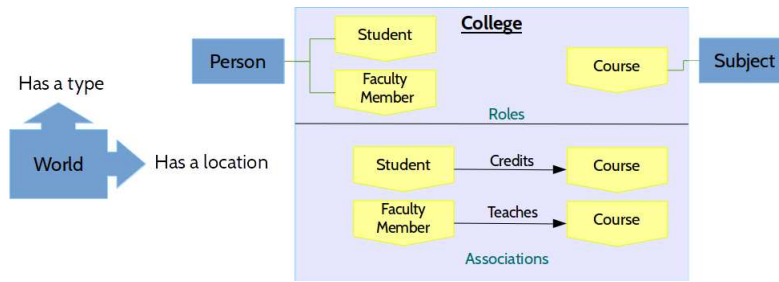 College
Student
Person
Subject
Course
Faculty
Member
Has a type
Roles
World
Has a location
Student
Credits
Course
Faculty
Member
Teaches
Course
Associations